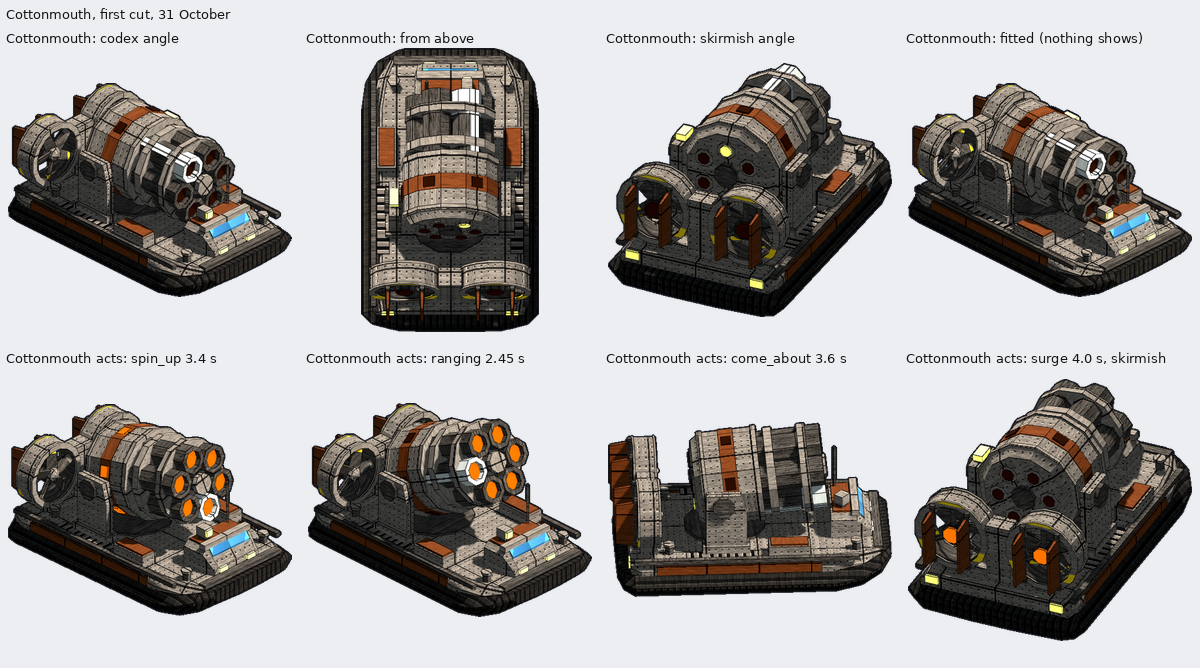 Cottonmouth, first cut, 31 October
Cottonmouth: codex angle
Cottonmouth: from above
Cottonmouth: skirmish angle
Cottonmouth: fitted (nothing shows)
Cottonmouth acts: spin_up 3.4 s
Cottonmouth acts: ranging 2.45 s
Cottonmouth acts: come_about 3.6 s
Cottonmouth acts: surge 4.0 s, skirmish